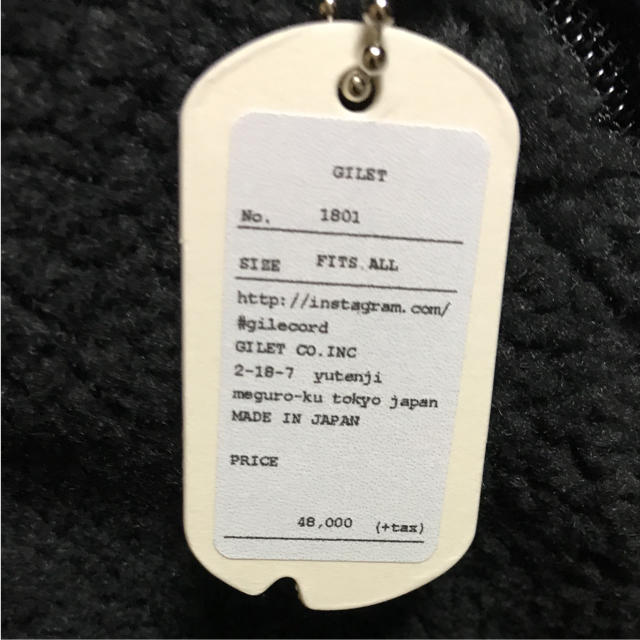 GILET
No. 1801
SIZE FITS.ALL
http://instagram.com/
#gilecord
GILET CO.INC
2-18-7 yutenji
meguro-ku tokyo japan
MADE IN JAPAN
PRICE
48,000 (+tax)